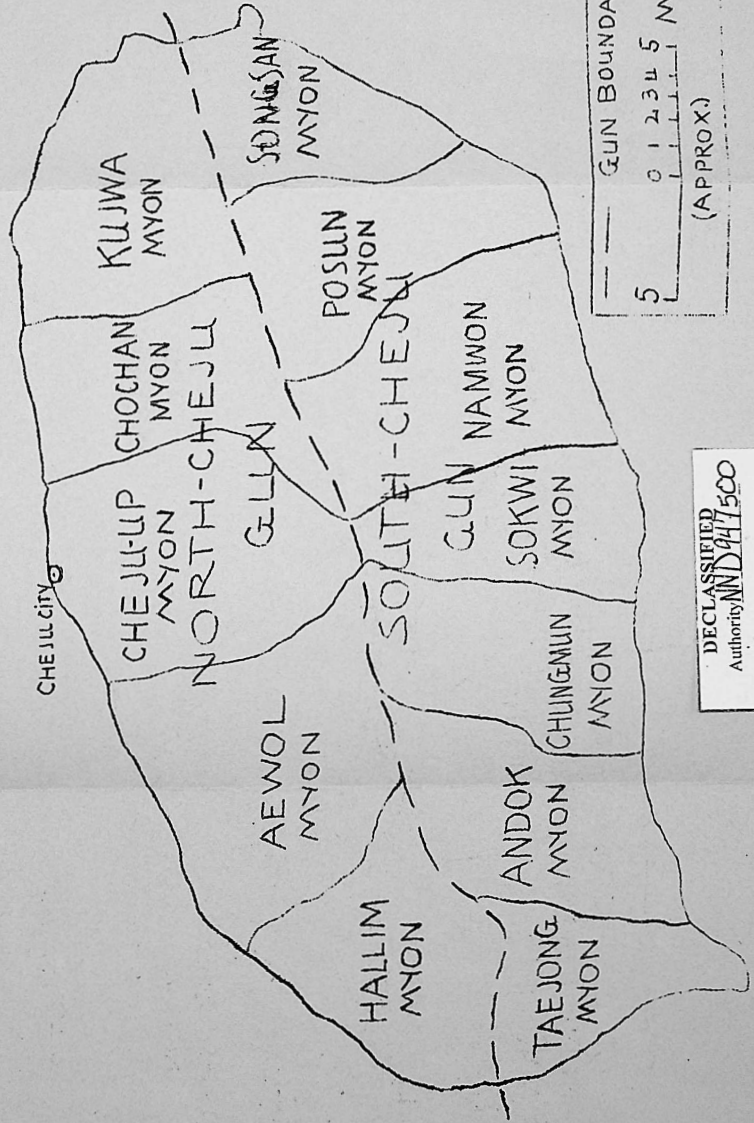 CHEJU CITY
CHEJU-UP
MYON
CHOCHAN
MYON
KUJWA
MYON
NORTH-CHEJU
GUN
AEWOL
MYON
HALLIM
MYON
SONGSAN
MYON
POSUN
MYON
SOUTH-CHEJU
GUN
NAMWON
MYON
SOKWI
MYON
CHUNGMUN
MYON
ANDOK
MYON
TAEJONG
MYON
GUN BOUNDA
5 0 1 2 3 4 5 M
(APPROX.)
DECLASSIFIED
Authority NND947500